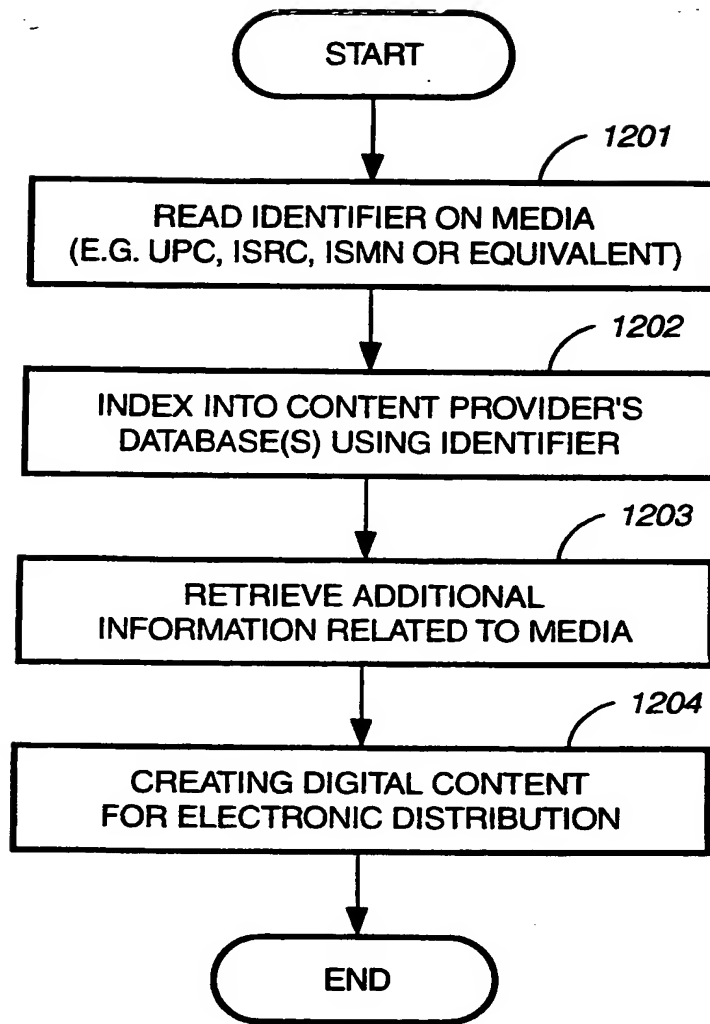 START
1201
READ IDENTIFIER ON MEDIA
(E.G. UPC, ISRC, ISMN OR EQUIVALENT)
1202
INDEX INTO CONTENT PROVIDER'S
DATABASE(S) USING IDENTIFIER
1203
RETRIEVE ADDITIONAL
INFORMATION RELATED TO MEDIA
1204
CREATING DIGITAL CONTENT
FOR ELECTRONIC DISTRIBUTION
END